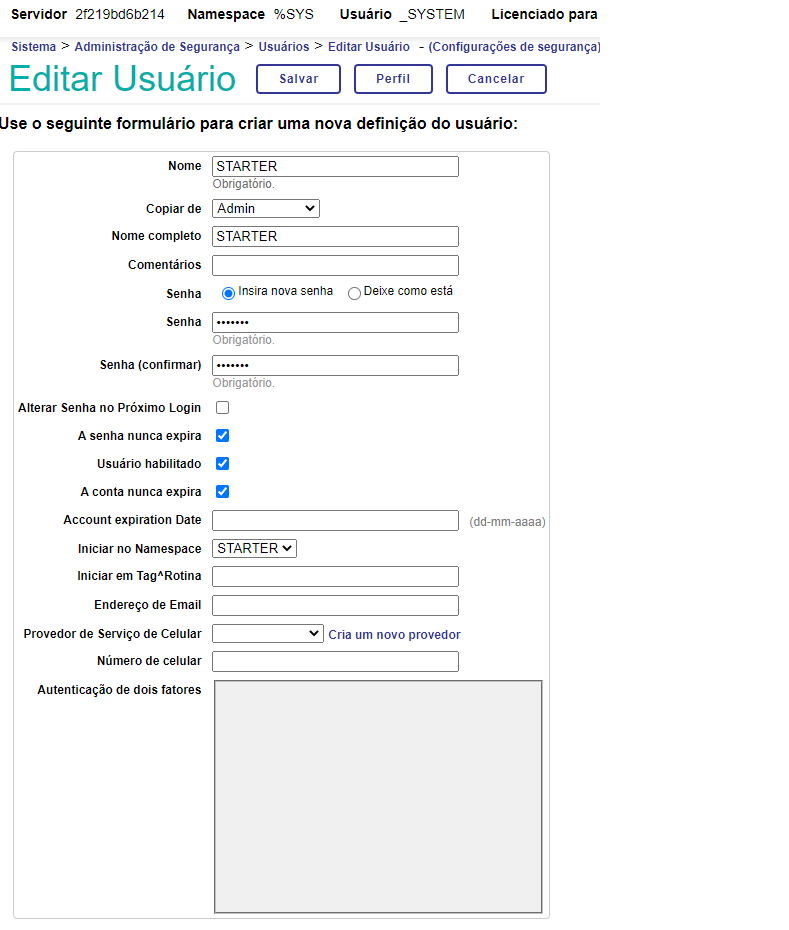 Servidor 2f219bd6b214 Namespace %SYS Usuário _SYSTEM Licenciado para
Sistema > Administração de Segurança > Usuários > Editar Usuário - (Configurações de segurança)
Editar Usuário Salvar Perfil Cancelar
Use o seguinte formulário para criar uma nova definição do usuário:
Nome STARTER
Obrigatório.
Copiar de Admin
Nome completo STARTER
Comentários
Senha Insira nova senha Deixe como está
Senha •••••••
Obrigatório.
Senha (confirmar) •••••••
Obrigatório.
Alterar Senha no Próximo Login
A senha nunca expira
Usuário habilitado
A conta nunca expira
Account expiration Date (dd-mm-aaaa)
Iniciar no Namespace STARTER
Iniciar em Tag^Rotina
Endereço de Email
Provedor de Serviço de Celular Cria um novo provedor
Número de celular
Autenticação de dois fatores